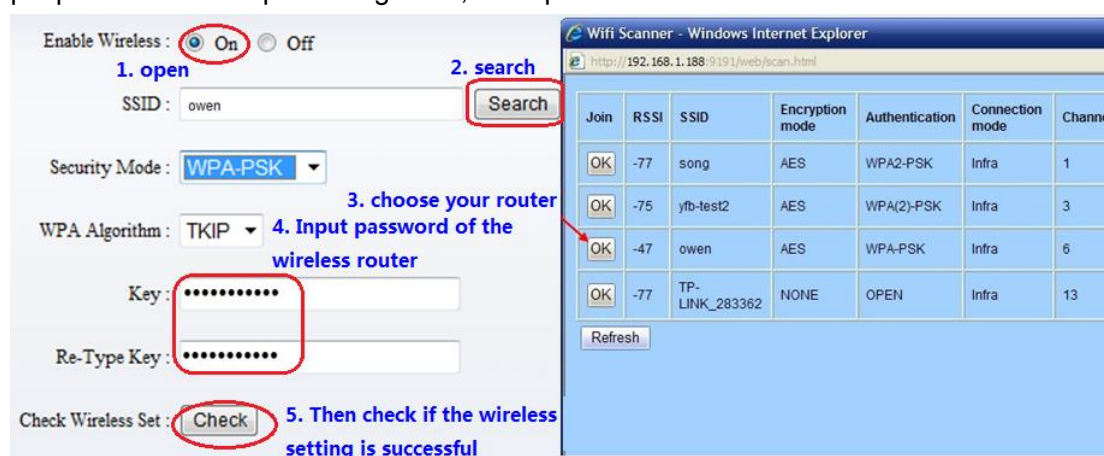 Enable Wireless : On Off
1. open
2. search
SSID : owen Search
Security Mode : WPA-PSK
3. choose your router
WPA Algorithm : TKIP
4. Input password of the
wireless router
Key : •••••••••••
Re-Type Key : •••••••••••
Check Wireless Set : Check
5. Then check if the wireless
setting is successful
Wifi Scanner - Windows Internet Explorer
http://192.168.1.188:9191/web/scan.html
Join RSSI SSID Encryption mode Authentication Connection mode Channe
OK -77 song AES WPA2-PSK Infra 1
OK -75 yfb-test2 AES WPA(2)-PSK Infra 3
OK -47 owen AES WPA-PSK Infra 6
OK -77 TP-LINK_283362 NONE OPEN Infra 13
Refresh